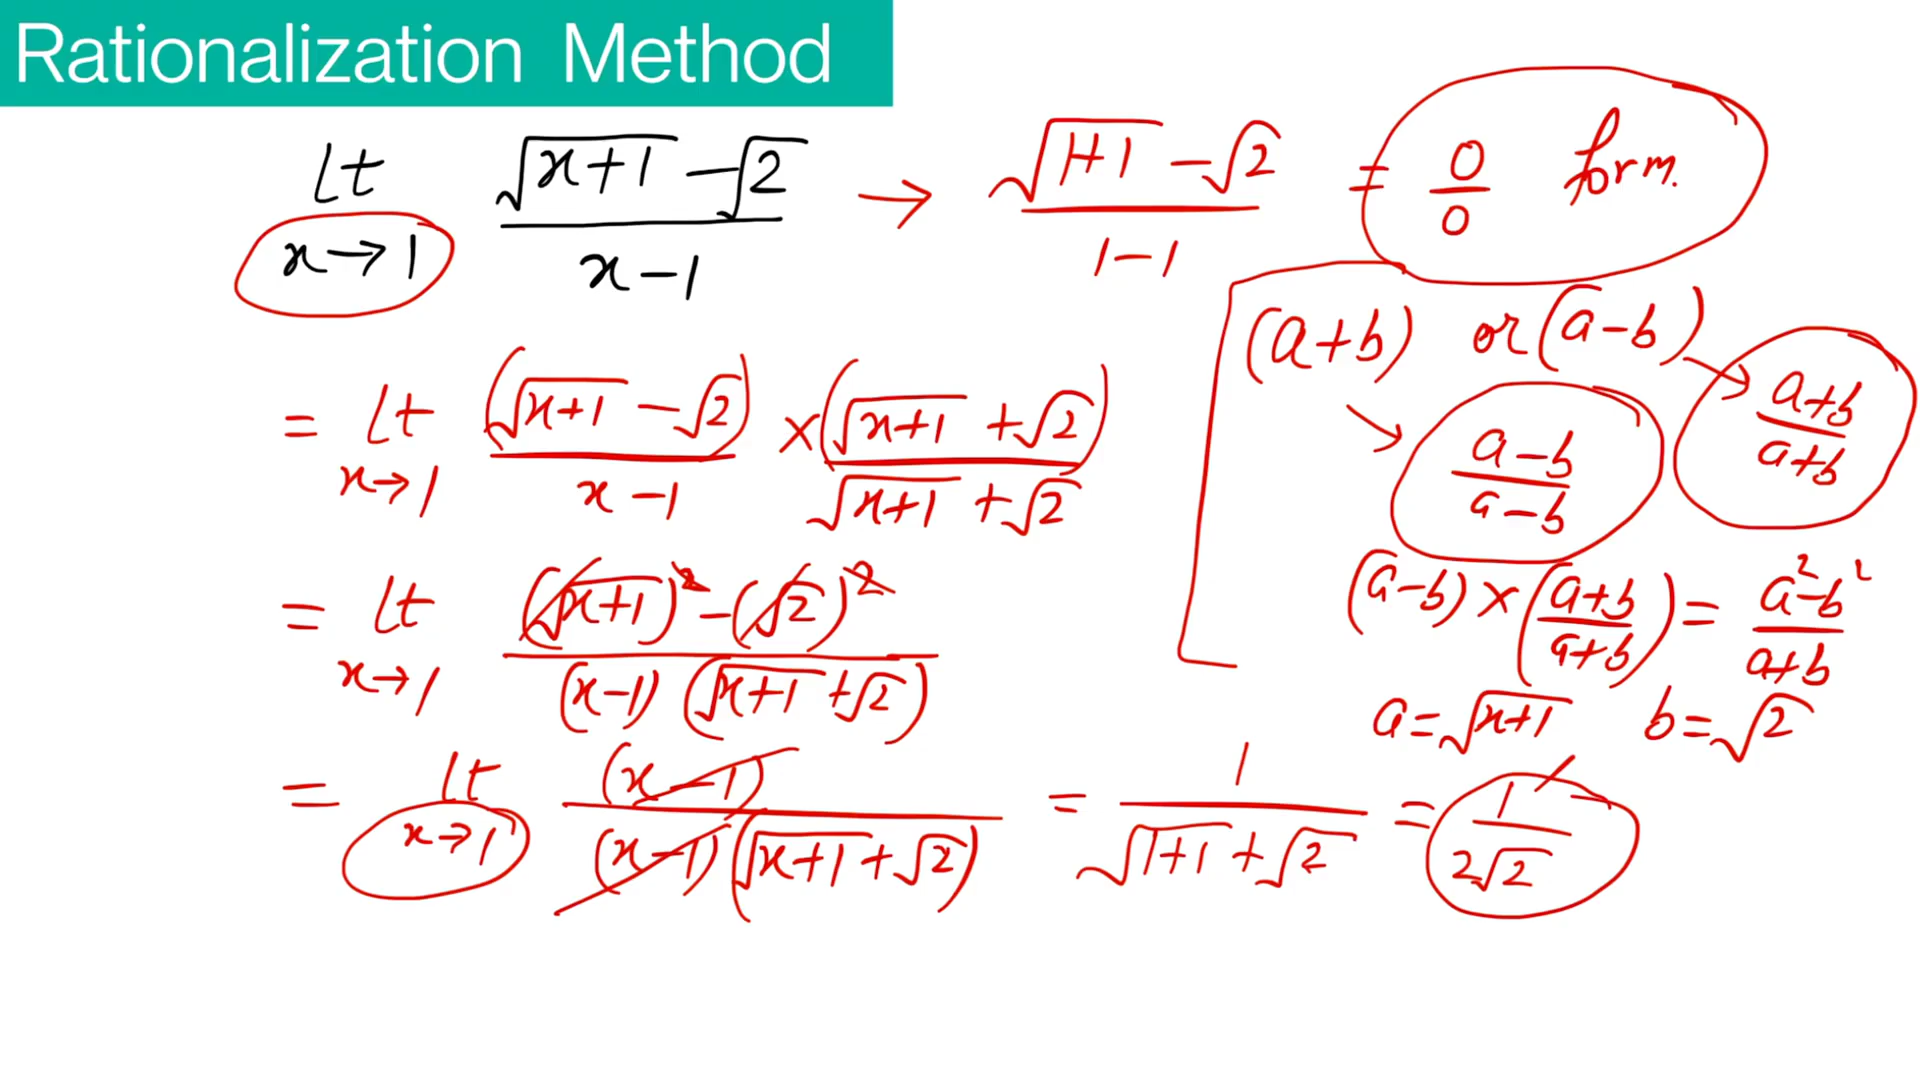 Rationalization Method
Lt x→1 (√(x+1) − √2)/(x−1) → (√(1+1) − √2)/(1−1) = 0/0 form.
(a+b) or (a−b) → (a+b)/(a+b)
→ (a−b)/(a−b)
= Lt x→1 (√(x+1) − √2)/(x−1) × (√(x+1) + √2)/(√(x+1) + √2)
(a−b) × ((a+b)/(a+b)) = (a²−b²)/(a+b)
= Lt x→1 ((√(x+1))² − (√2)²)/((x−1)(√(x+1) + √2))
a = √(x+1) b = √2
= Lt x→1 (x−1)/((x−1)(√(x+1) + √2)) = 1/(√(1+1) + √2) = 1/(2√2)